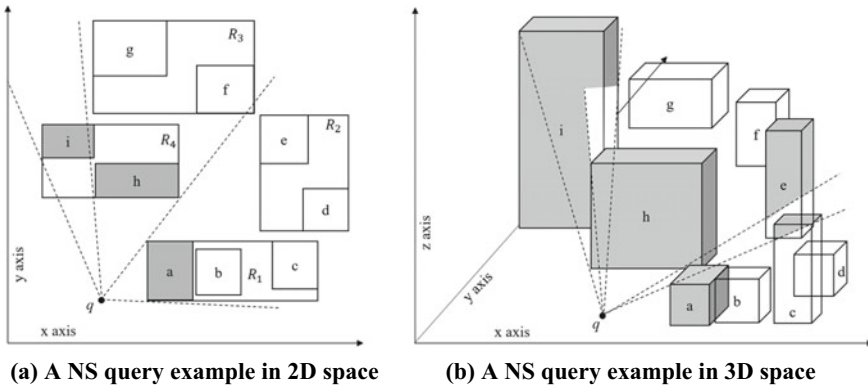 g
R₃
f
i
R₄
h
e
R₂
d
a
b
R₁
c
q
y axis
x axis
(a) A NS query example in 2D space
i
g
f
e
h
d
a
b
c
q
z axis
y axis
x axis
(b) A NS query example in 3D space